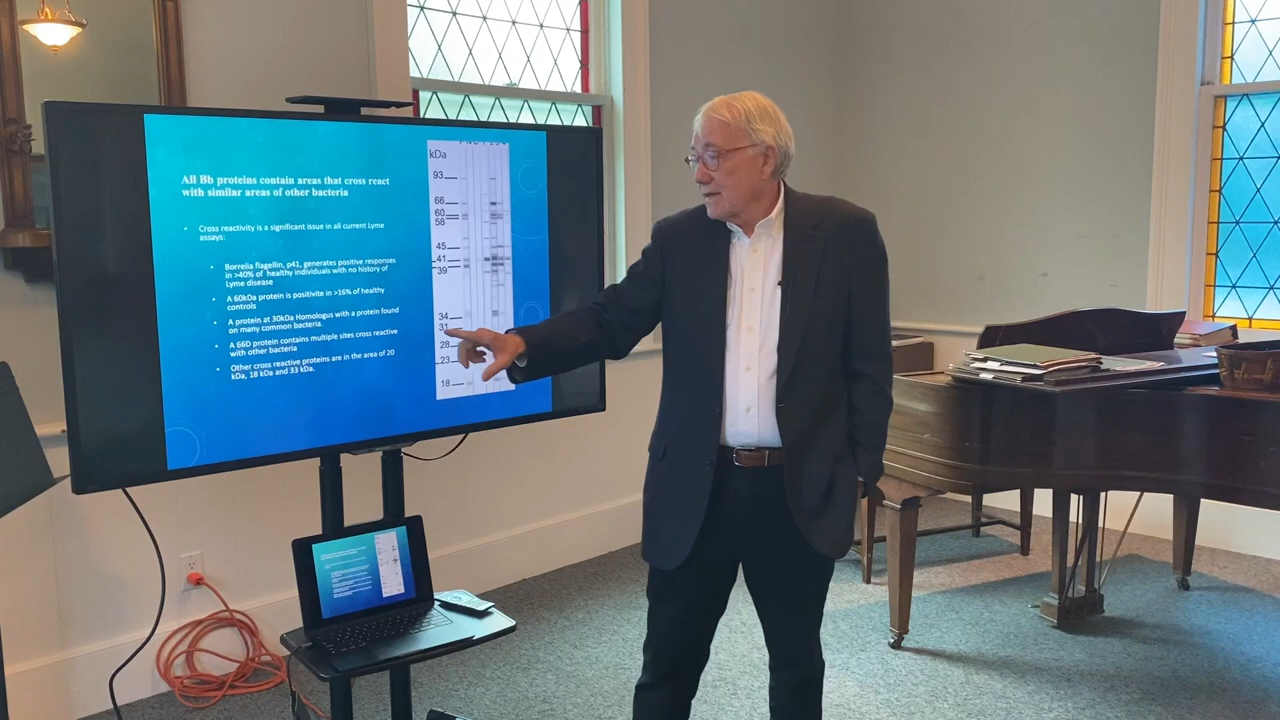 All Bb proteins contain areas that cross react
with similar areas of other bacteria
• Cross reactivity is a significant issue in all current Lyme
assays:
• Borrelia flagellin, p41, generates positive responses
in >40% of healthy individuals with no history of
Lyme disease
• A 60kDa protein is positivite in >16% of healthy
controls
• A protein at 30kDa Homologus with a protein found
on many common bacteria.
• A 66D protein contains multiple sites cross reactive
with other bacteria
• Other cross reactive proteins are in the area of 20
kDa, 18 kDa and 33 kDa.
kDa
93
66
60
58
45
41
39
34
31
28
23
18